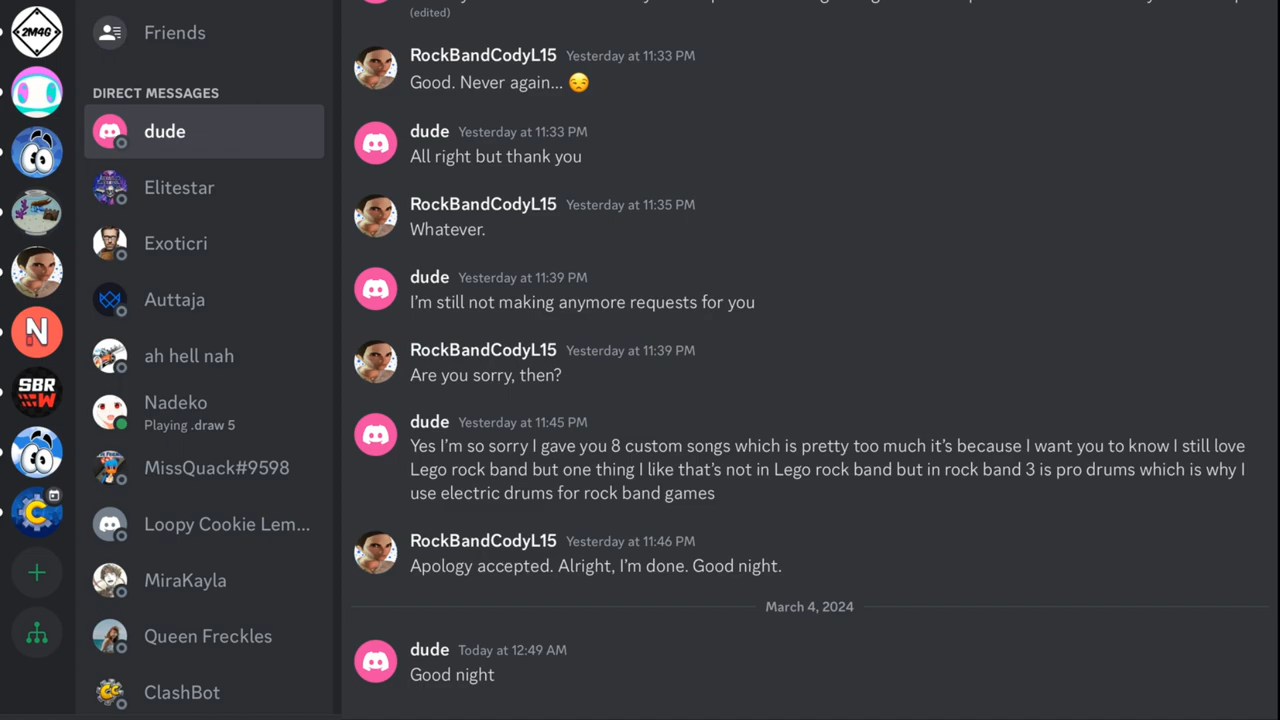 2M4G
Friends
DIRECT MESSAGES
dude
Elitestar
Exoticri
Auttaja
ah hell nah
Nadeko
Playing .draw 5
MissQuack#9598
Loopy Cookie Lem...
MiraKayla
Queen Freckles
ClashBot
N
SBR
W
C
(edited)
RockBandCodyL15 Yesterday at 11:33 PM
Good. Never again... 😒
dude Yesterday at 11:33 PM
All right but thank you
RockBandCodyL15 Yesterday at 11:35 PM
Whatever.
dude Yesterday at 11:39 PM
I'm still not making anymore requests for you
RockBandCodyL15 Yesterday at 11:39 PM
Are you sorry, then?
dude Yesterday at 11:45 PM
Yes I'm so sorry I gave you 8 custom songs which is pretty too much it's because I want you to know I still love
Lego rock band but one thing I like that's not in Lego rock band but in rock band 3 is pro drums which is why I
use electric drums for rock band games
RockBandCodyL15 Yesterday at 11:46 PM
Apology accepted. Alright, I'm done. Good night.
March 4, 2024
dude Today at 12:49 AM
Good night